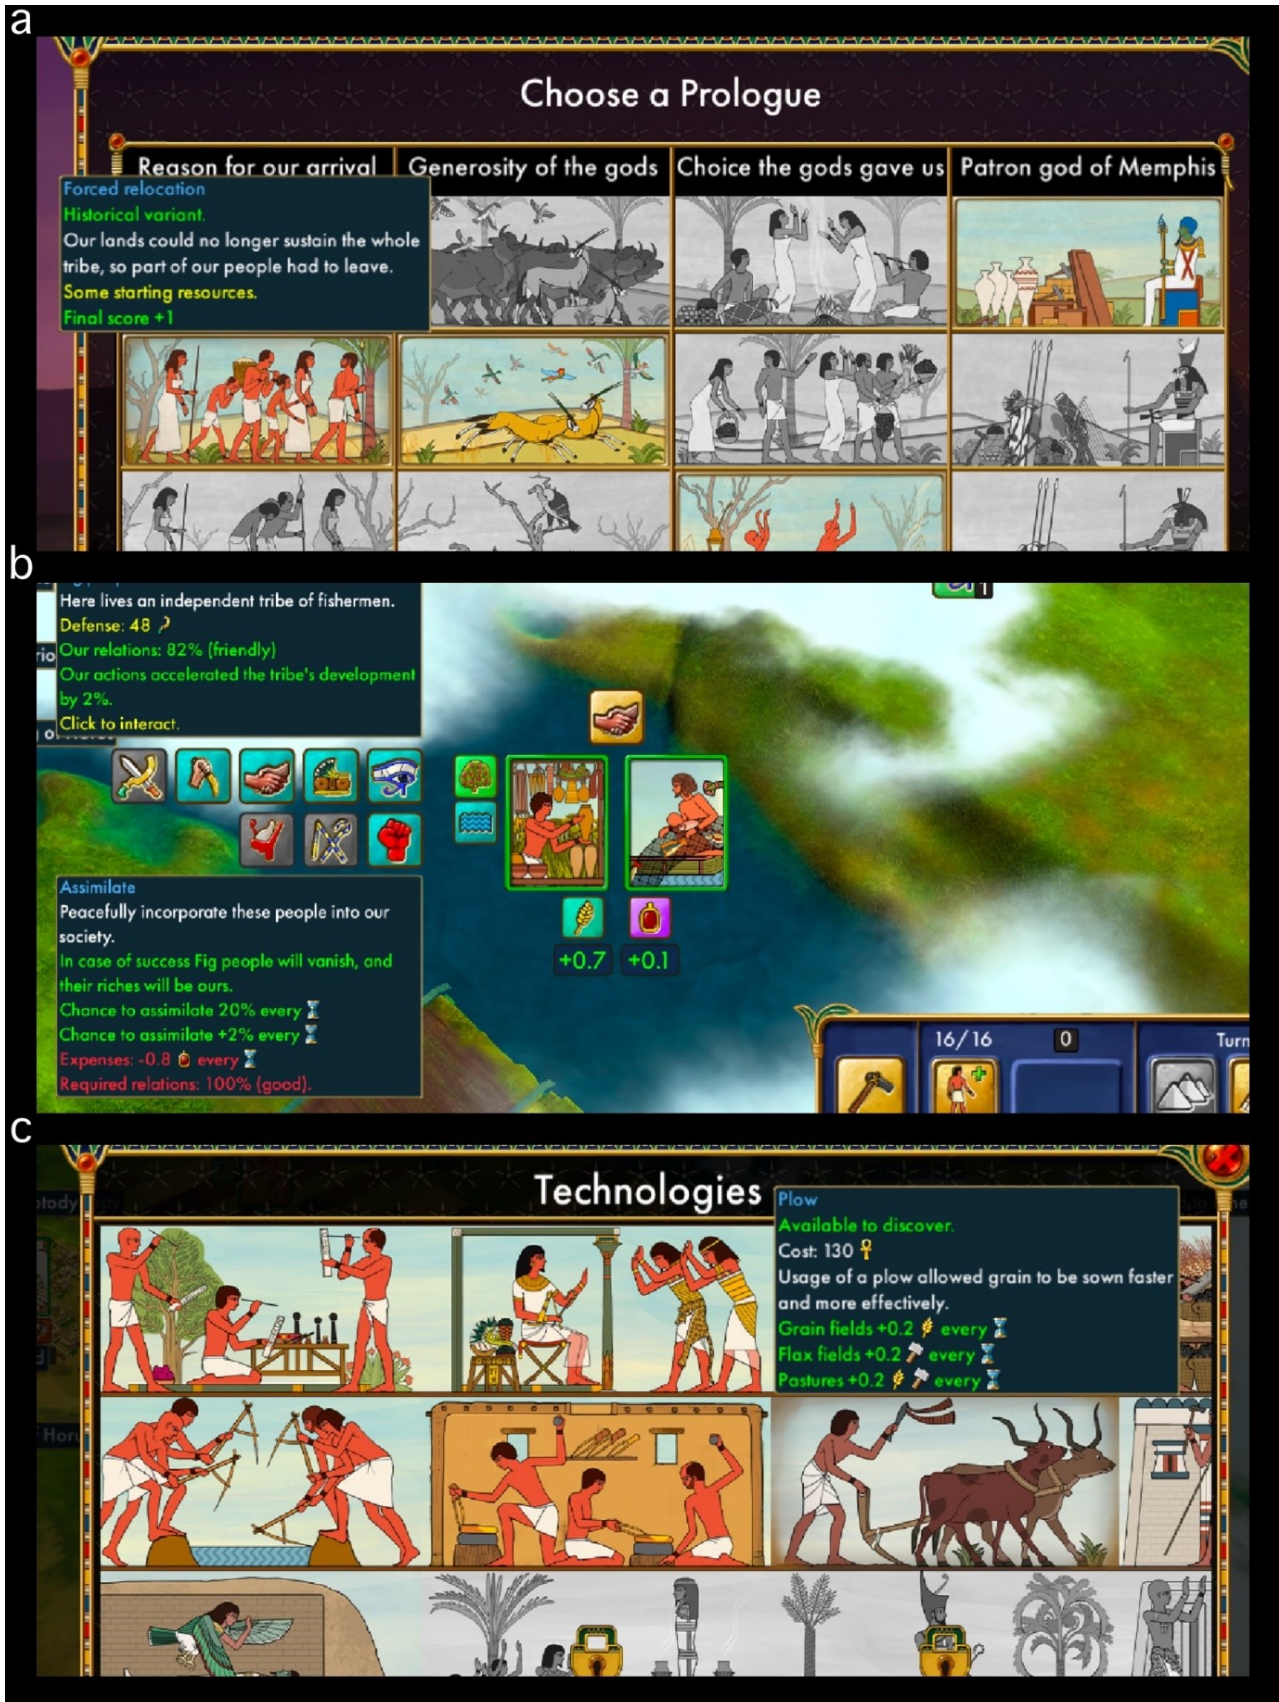 a
Choose a Prologue
Reason for our arrival
Generosity of the gods
Choice the gods gave us
Patron god of Memphis
Forced relocation
Historical variant.
Our lands could no longer sustain the whole
tribe, so part of our people had to leave.
Some starting resources.
Final score +1
b
Here lives an independent tribe of fishermen.
Defense: 48
Our relations: 82% (friendly)
Our actions accelerated the tribe's development
by 2%.
Click to interact.
1
+0.7
+0.1
Assimilate
Peacefully incorporate these people into our
society.
In case of success Fig people will vanish, and
their riches will be ours.
Chance to assimilate 20% every
Chance to assimilate +2% every
Expenses: -0.8 every
Required relations: 100% (good).
16/16
0
Turn
c
Technologies
Plow
Available to discover.
Cost: 130
Usage of a plow allowed grain to be sown faster
and more effectively.
Grain fields +0.2 every
Flax fields +0.2 every
Pastures +0.2 every